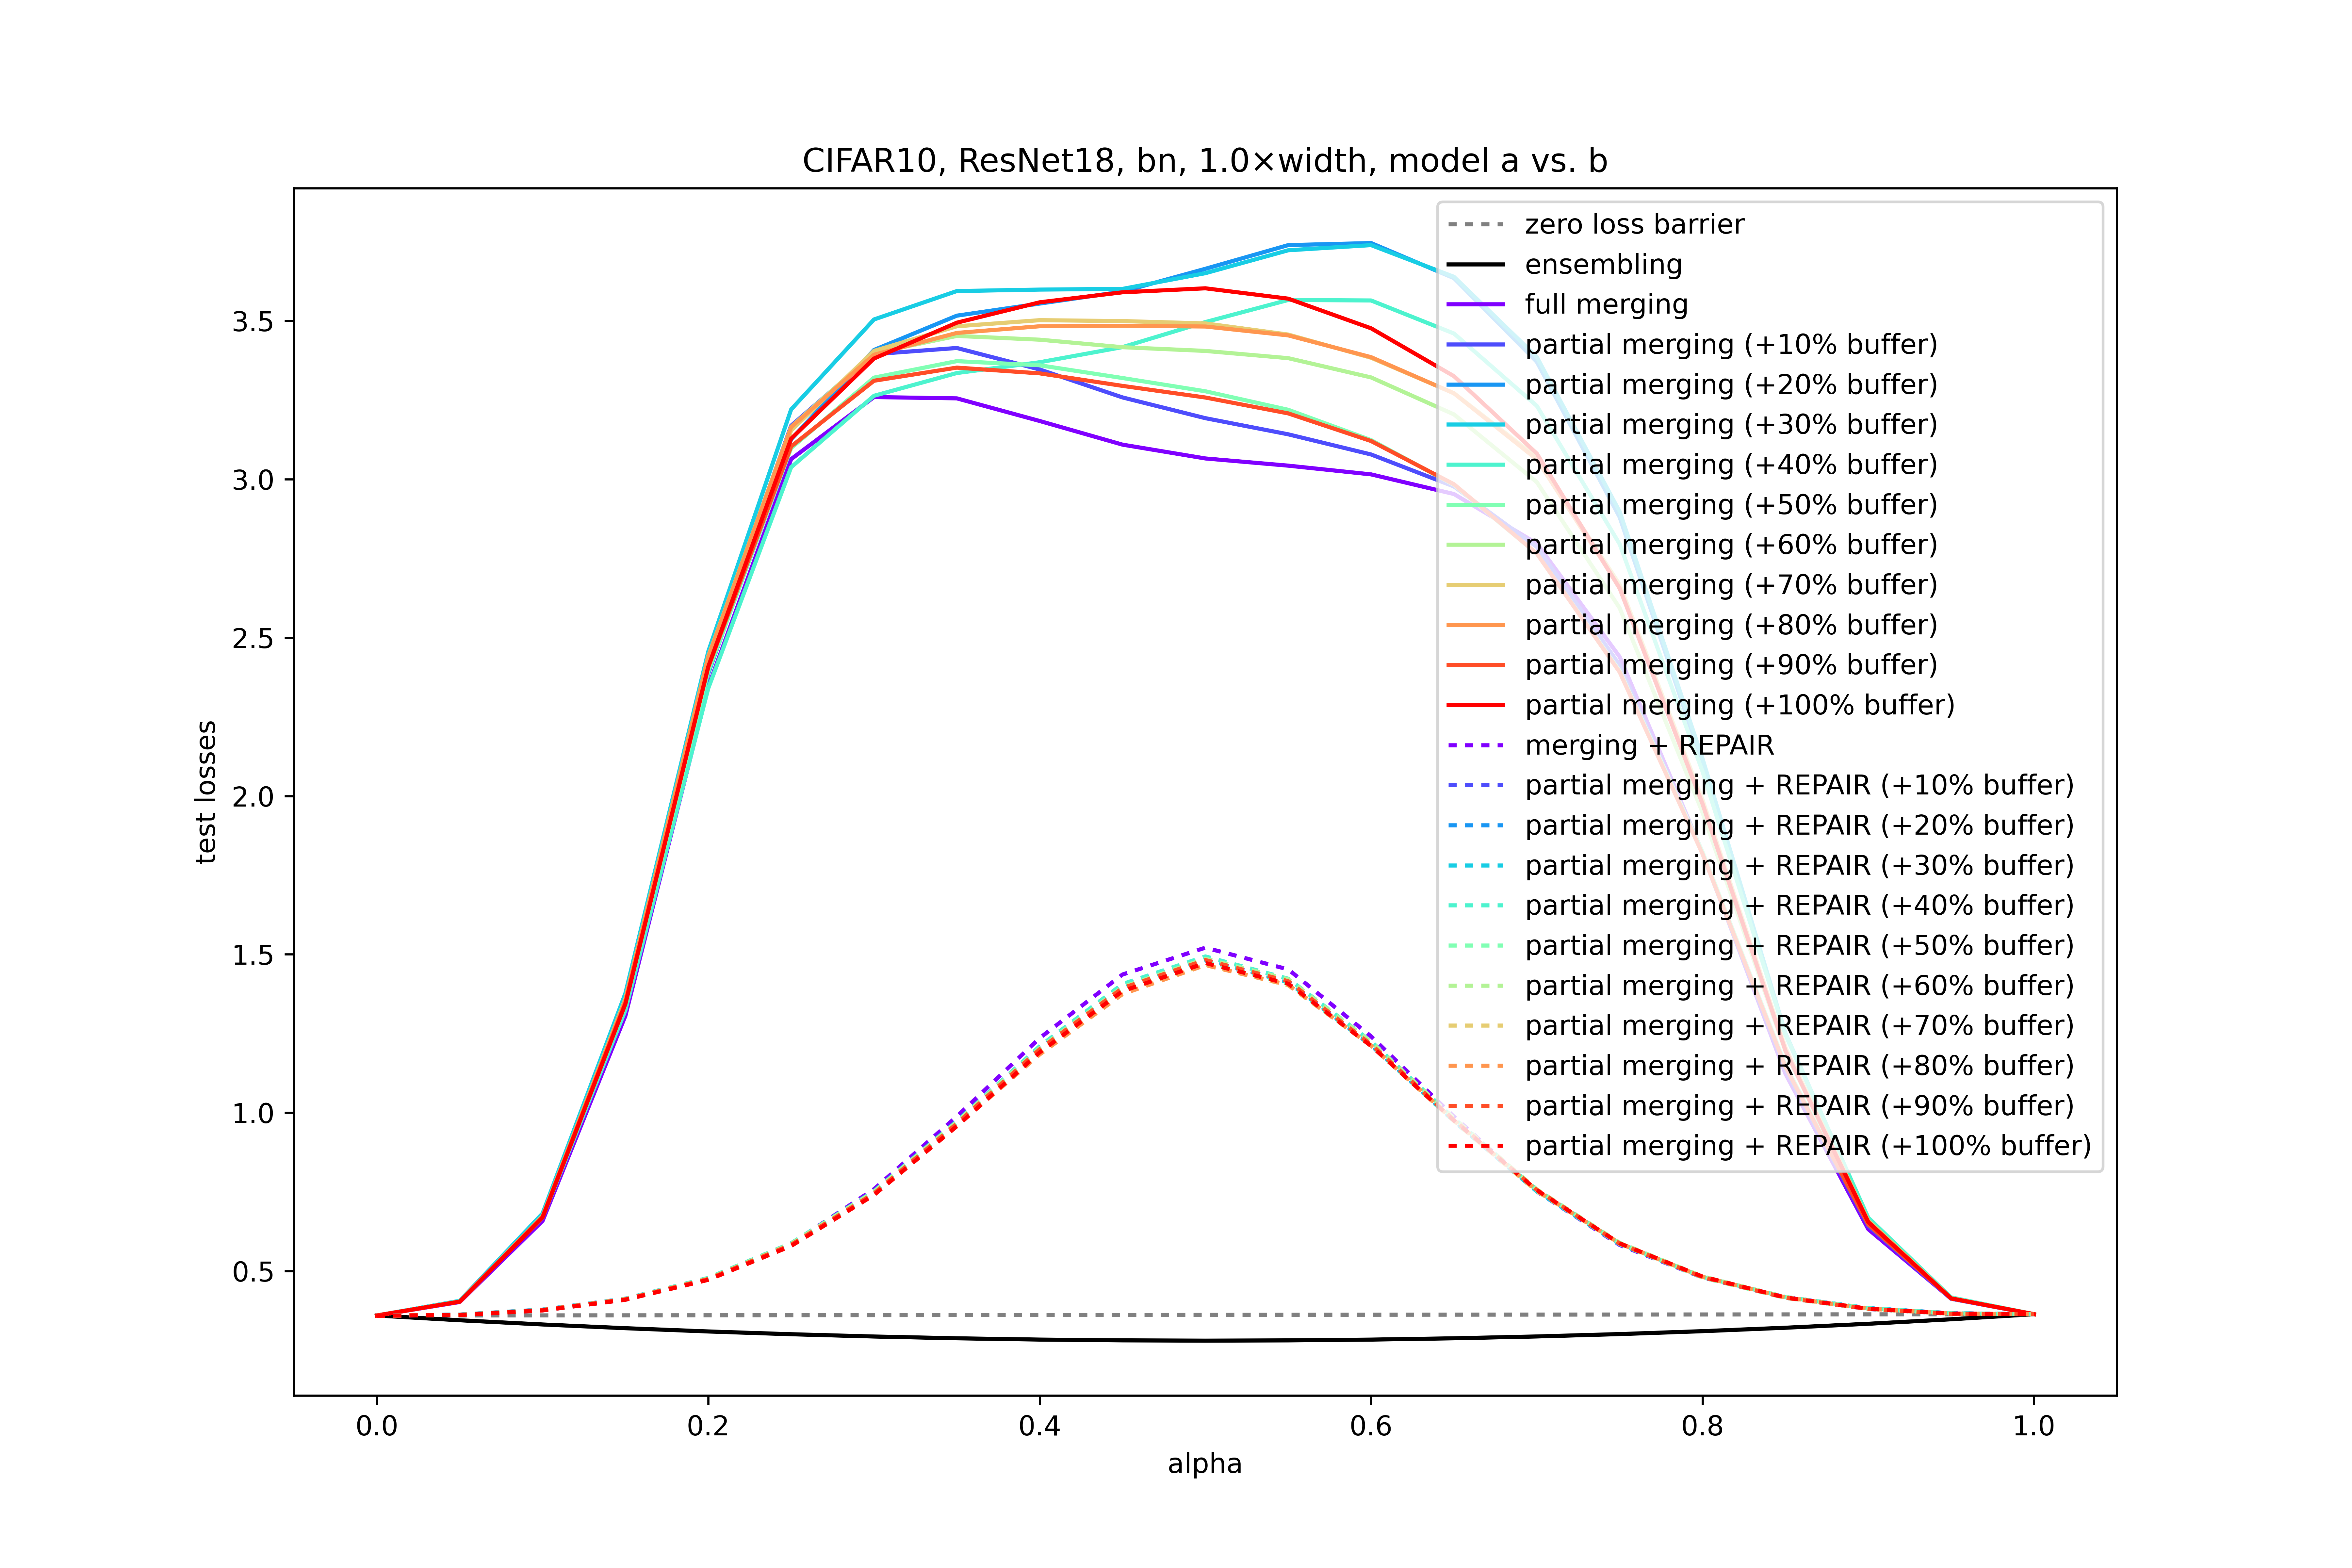 CIFAR10, ResNet18, bn, 1.0×width, model a vs. b
zero loss barrier
ensembling
full merging
partial merging (+10% buffer)
partial merging (+20% buffer)
partial merging (+30% buffer)
partial merging (+40% buffer)
partial merging (+50% buffer)
partial merging (+60% buffer)
partial merging (+70% buffer)
partial merging (+80% buffer)
partial merging (+90% buffer)
partial merging (+100% buffer)
merging + REPAIR
partial merging + REPAIR (+10% buffer)
partial merging + REPAIR (+20% buffer)
partial merging + REPAIR (+30% buffer)
partial merging + REPAIR (+40% buffer)
partial merging + REPAIR (+50% buffer)
partial merging + REPAIR (+60% buffer)
partial merging + REPAIR (+70% buffer)
partial merging + REPAIR (+80% buffer)
partial merging + REPAIR (+90% buffer)
partial merging + REPAIR (+100% buffer)
test losses
3.5
3.0
2.5
2.0
1.5
1.0
0.5
0.0 0.2 0.4 0.6 0.8 1.0
alpha